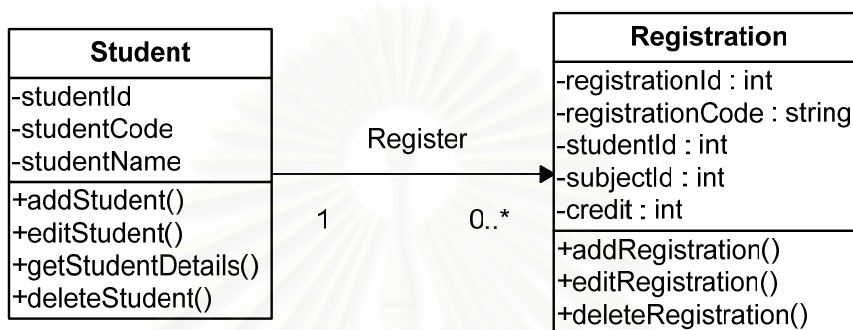 Student
-studentId
-studentCode
-studentName
+addStudent()
+editStudent()
+getStudentDetails()
+deleteStudent()
Register
1
0..*
Registration
-registrationId : int
-registrationCode : string
-studentId : int
-subjectId : int
-credit : int
+addRegistration()
+editRegistration()
+deleteRegistration()